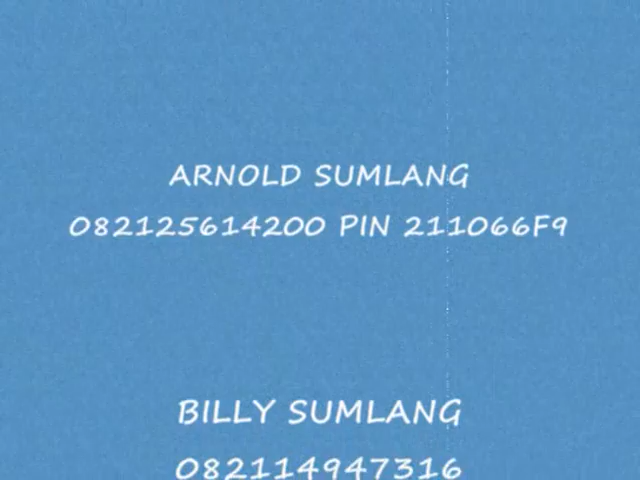 ARNOLD SUMLANG
082125614200 PIN 211066F9
BILLY SUMLANG
082114947316